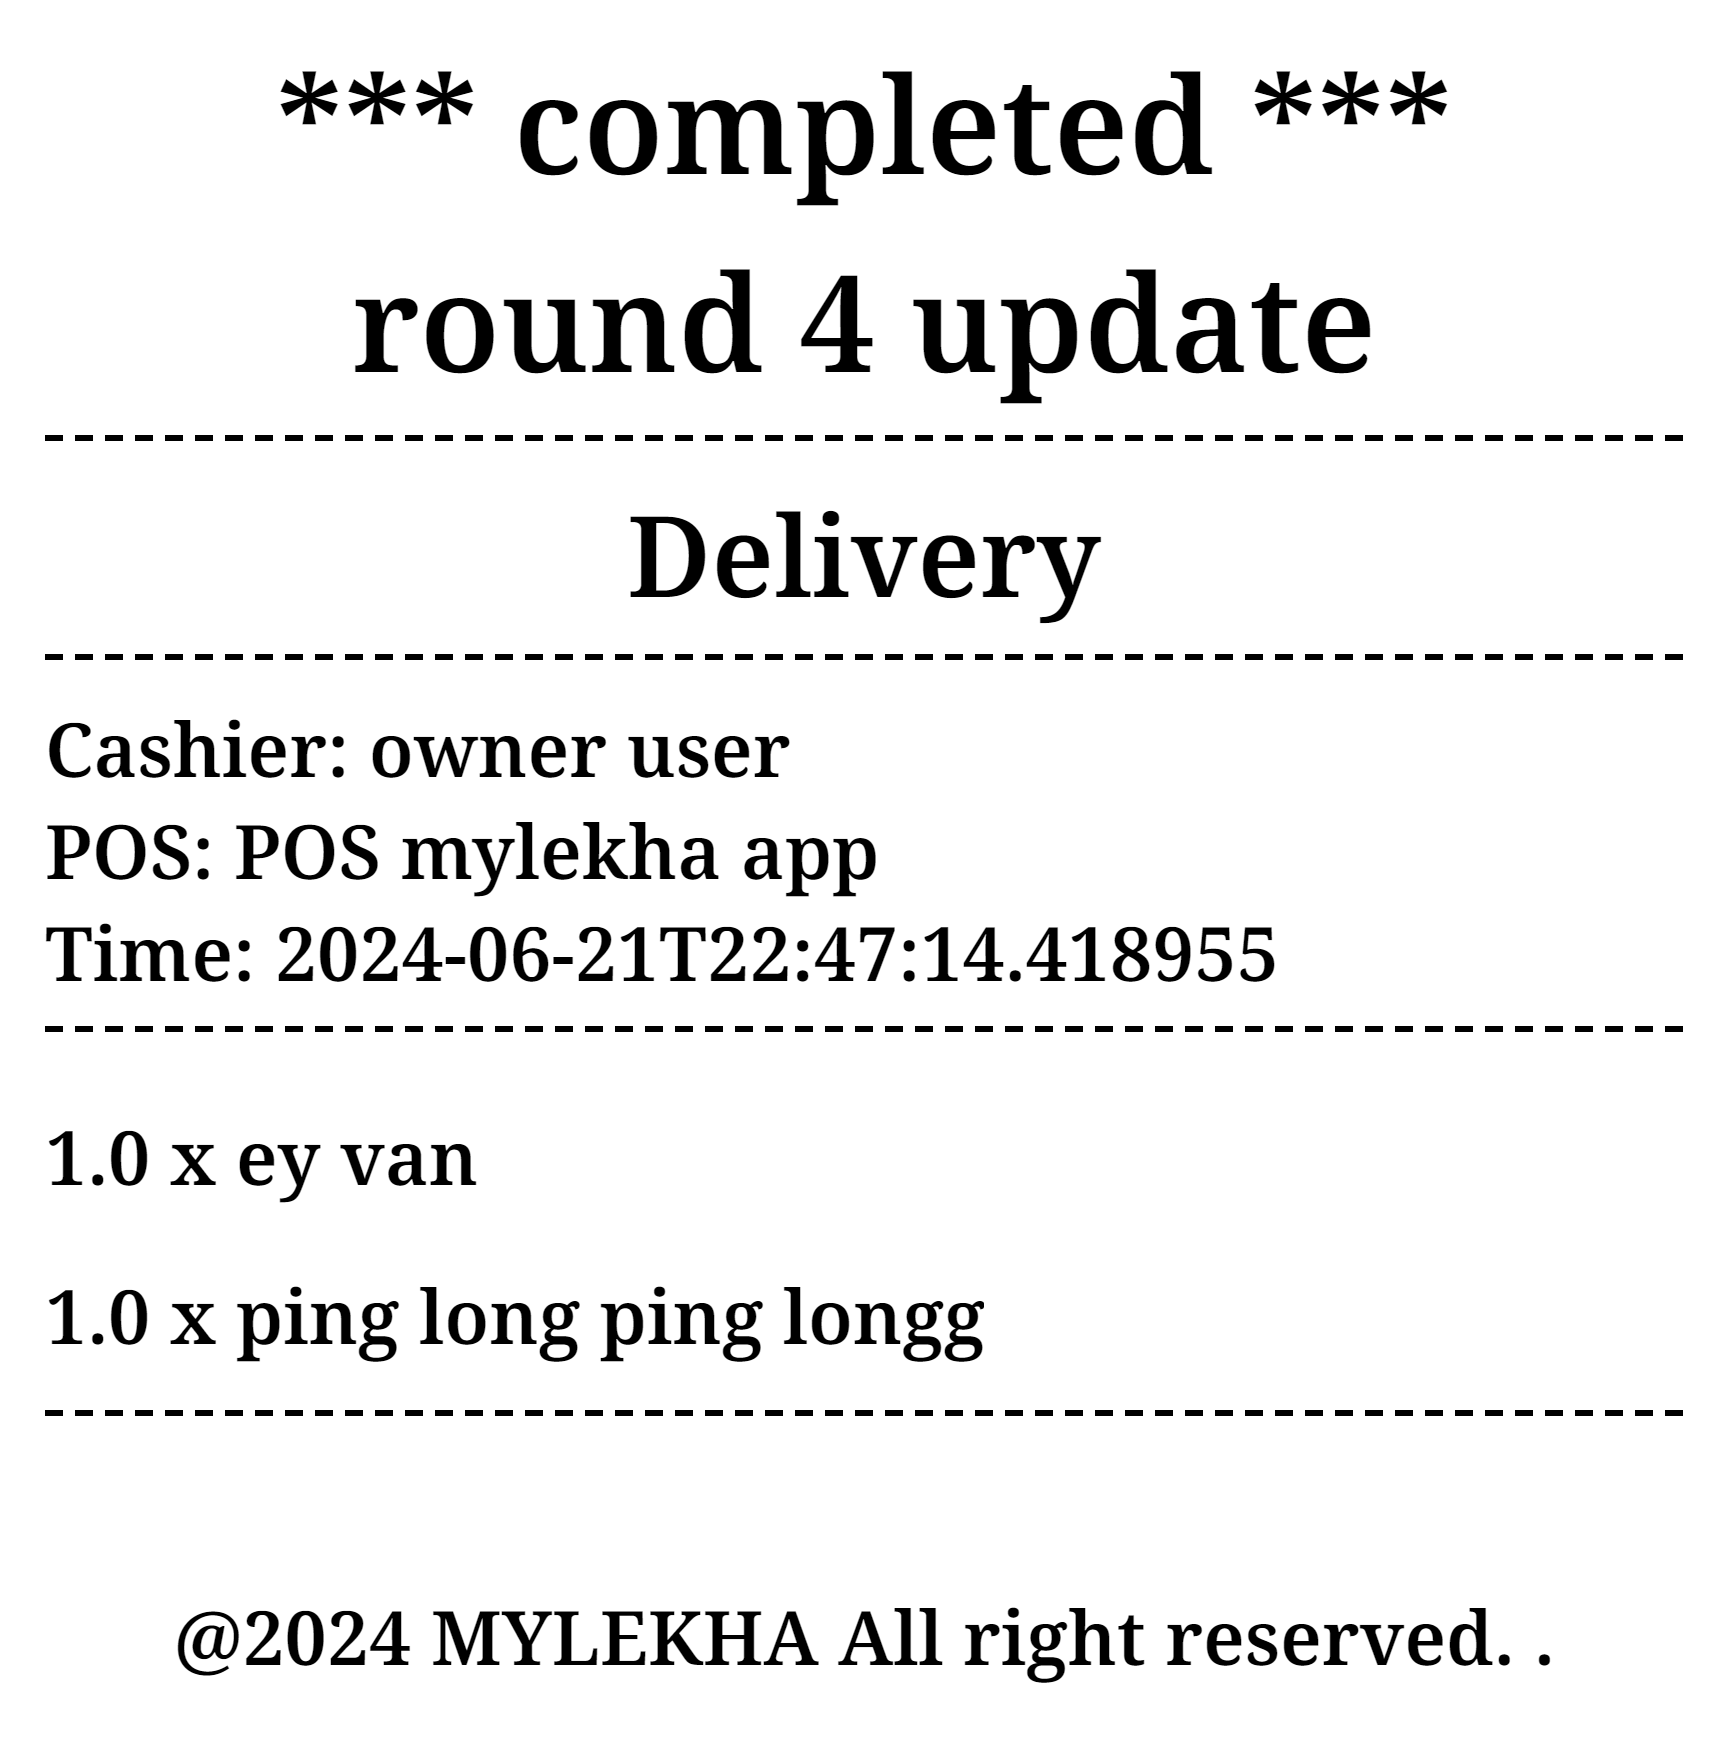 *** completed ***
round 4 update
Delivery
Cashier: owner user
POS: POS mylekha app
Time: 2024-06-21T22:47:14.418955
1.0 x ey van
1.0 x ping long ping longg
@2024 MYLEKHA All right reserved. .